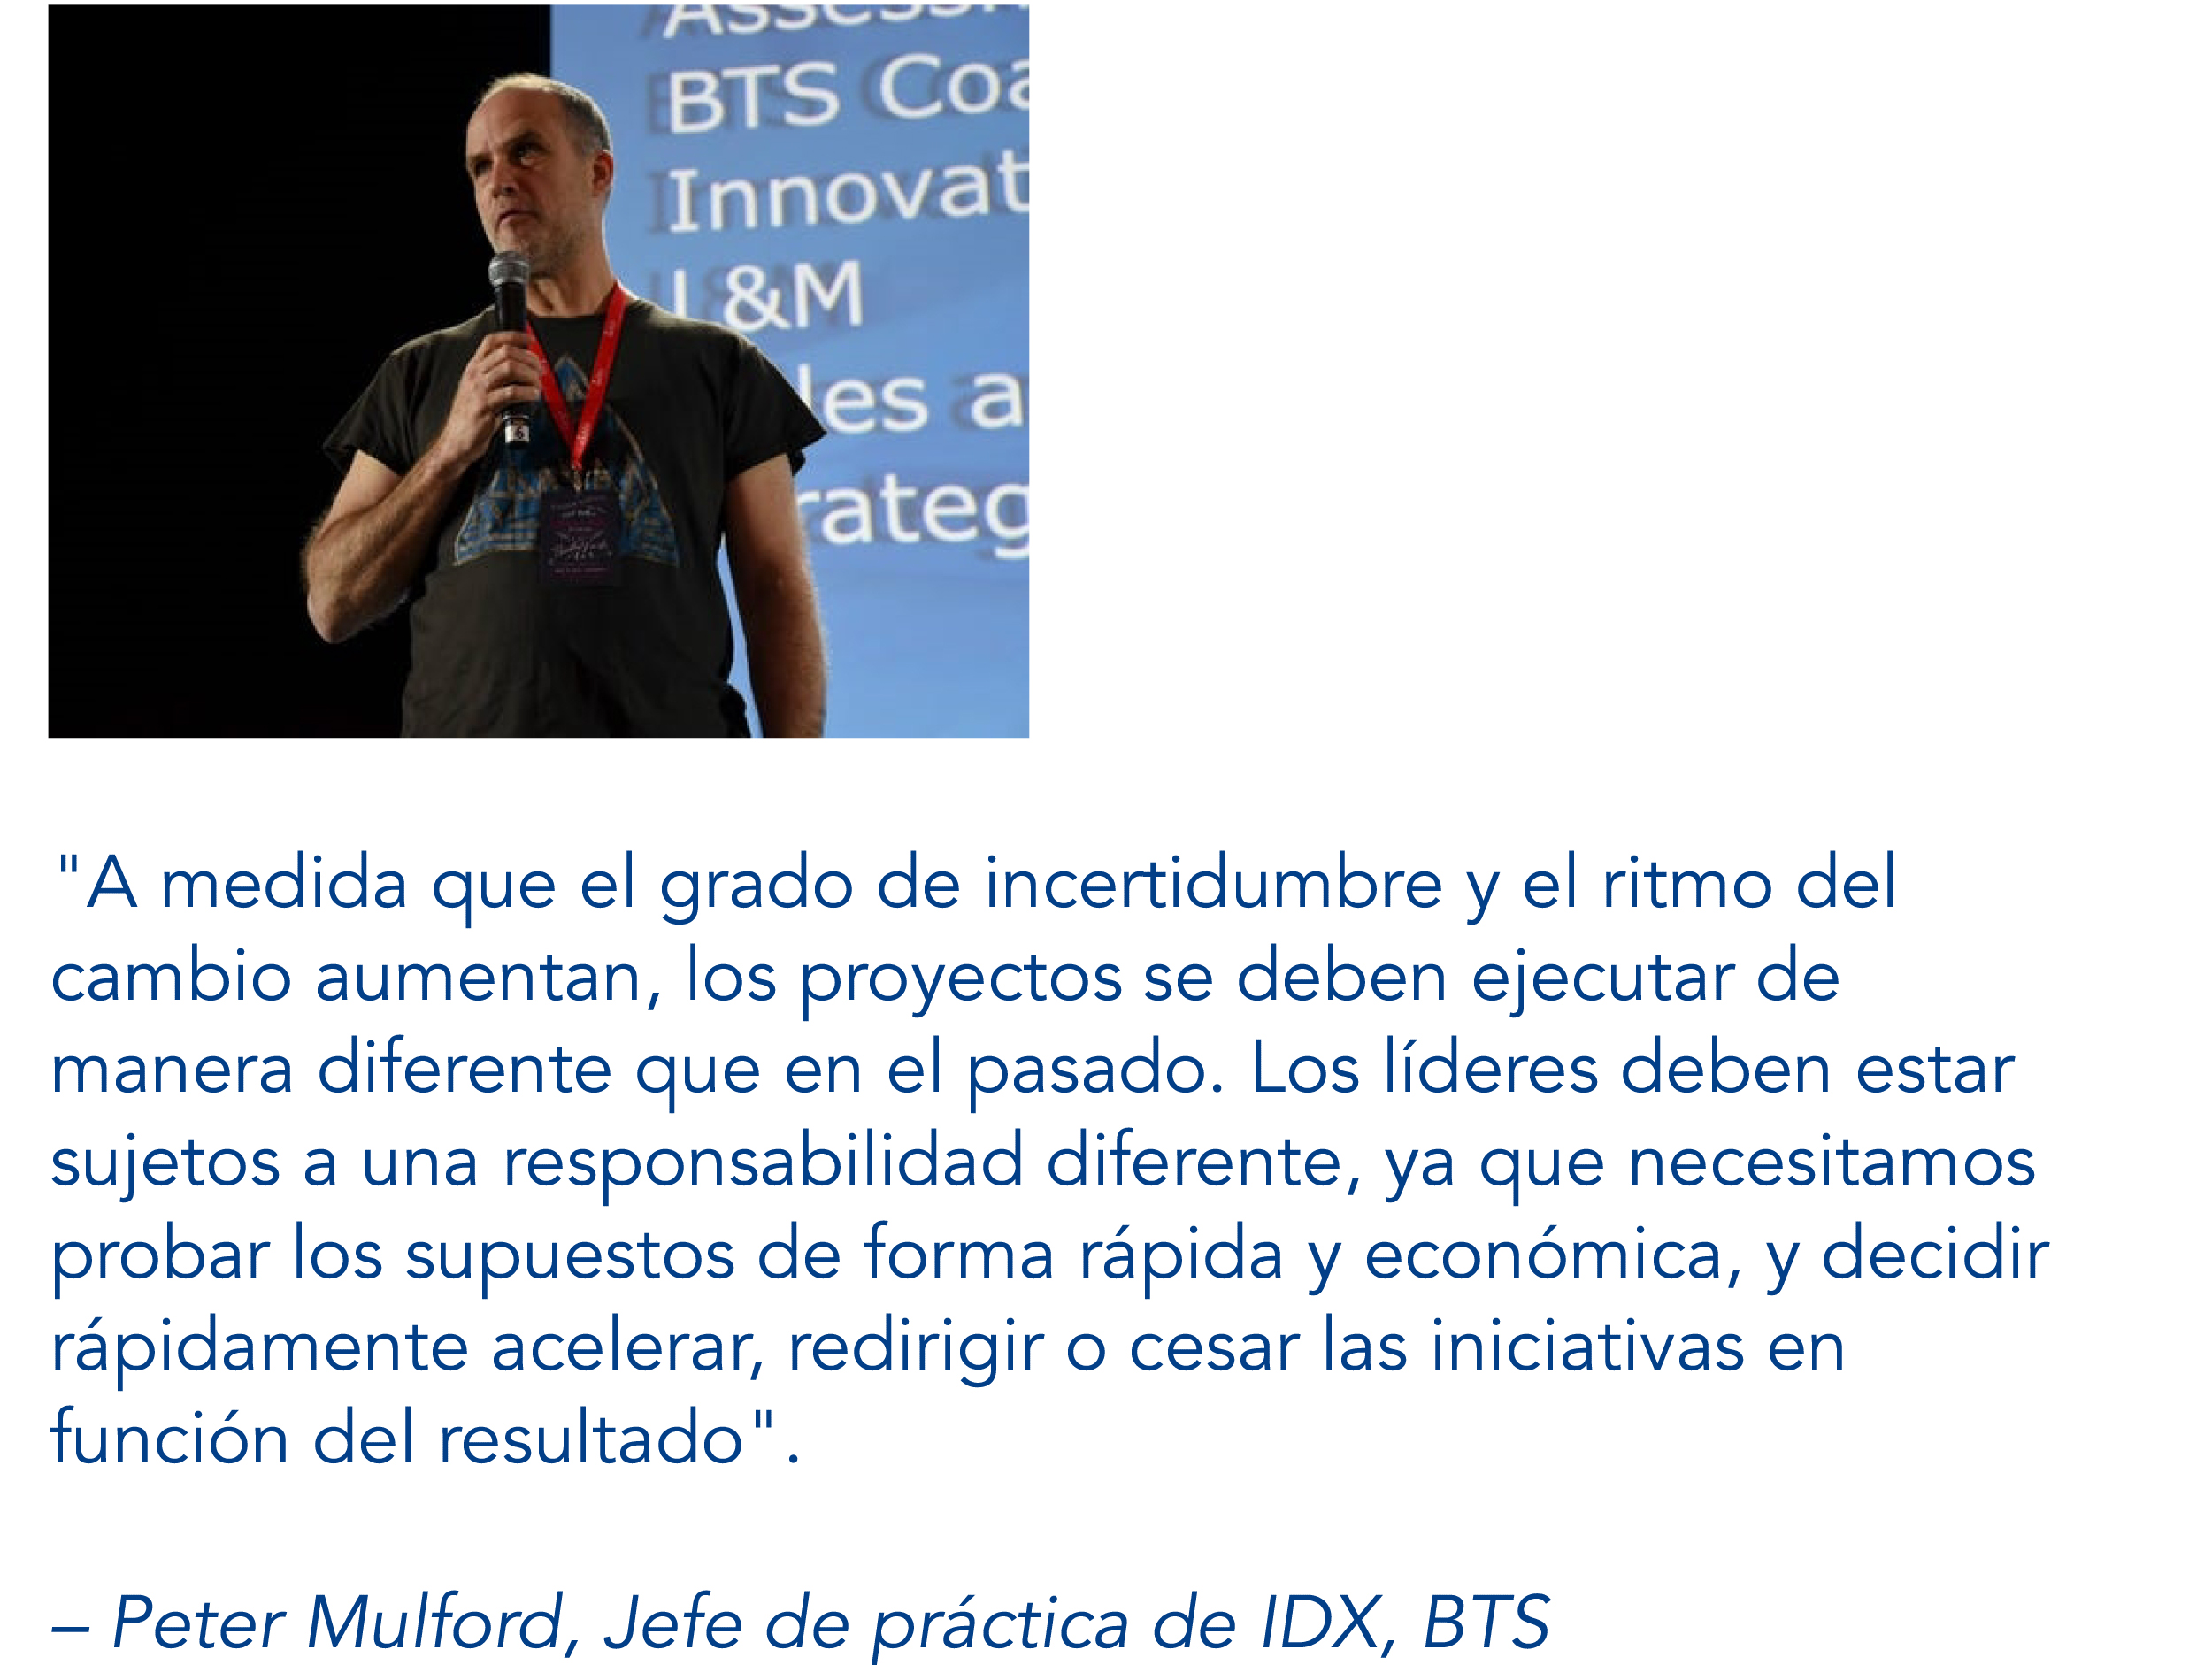 BTS
Innovat
L&M
les a
rateg
6
"A medida que el grado de incertidumbre y el ritmo del
cambio aumentan, los proyectos se deben ejecutar de
manera diferente que en el pasado. Los líderes deben estar
sujetos a una responsabilidad diferente, ya que necesitamos
probar los supuestos de forma rápida y económica, y decidir
rápidamente acelerar, redirigir o cesar las iniciativas en
función del resultado".
– Peter Mulford, Jefe de práctica de IDX, BTS